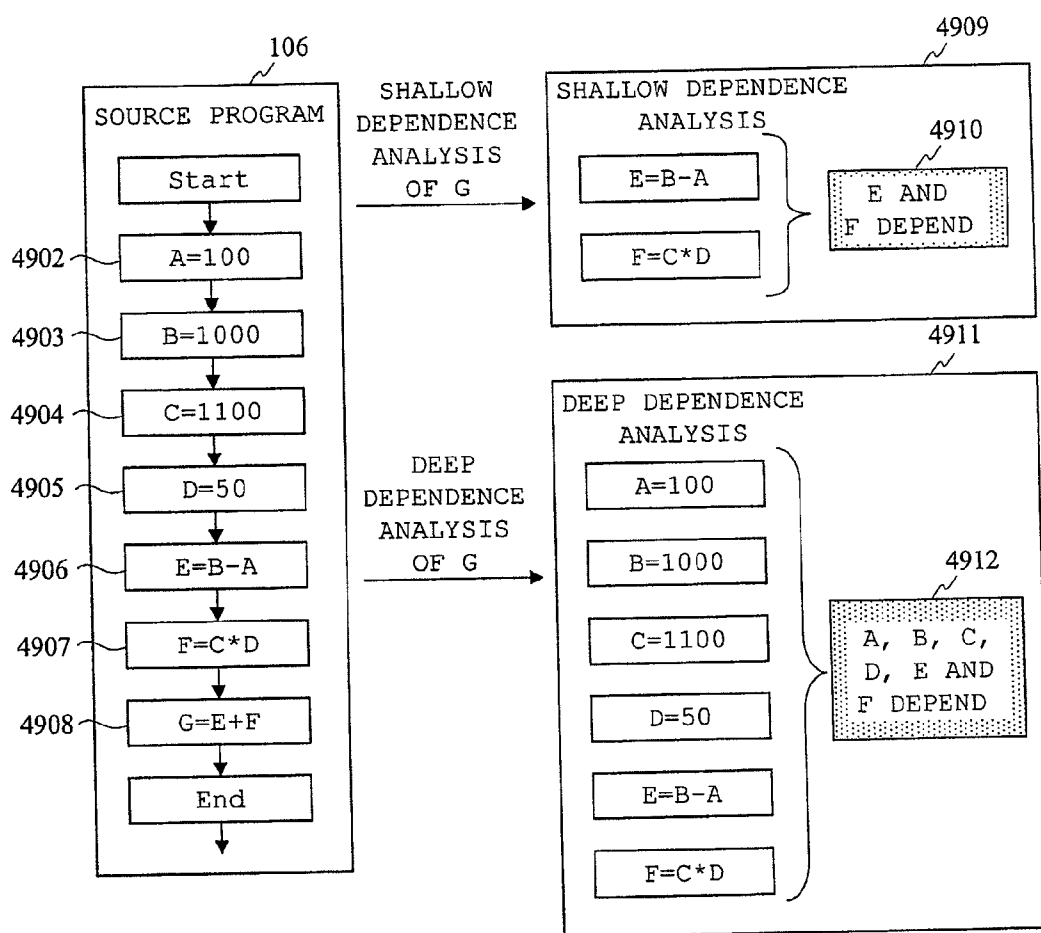 106
SOURCE PROGRAM
Start
4902
A=100
4903
B=1000
4904
C=1100
4905
D=50
4906
E=B-A
4907
F=C*D
4908
G=E+F
End
SHALLOW
DEPENDENCE
ANALYSIS
OF G
DEEP
DEPENDENCE
ANALYSIS
OF G
4909
SHALLOW DEPENDENCE
ANALYSIS
E=B-A
F=C*D
4910
E AND
F DEPEND
4911
DEEP DEPENDENCE
ANALYSIS
A=100
B=1000
C=1100
D=50
E=B-A
F=C*D
4912
A, B, C,
D, E AND
F DEPEND